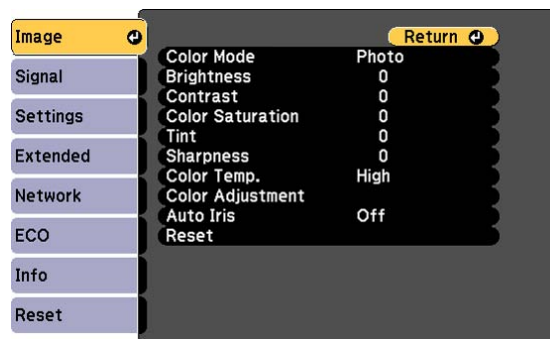 Image
Signal
Settings
Extended
Network
ECO
Info
Reset
Return
Color Mode Photo
Brightness 0
Contrast 0
Color Saturation 0
Tint 0
Sharpness 0
Color Temp. High
Color Adjustment
Auto Iris Off
Reset